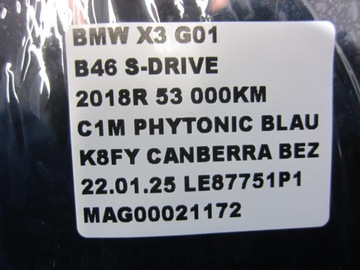 BMW X3 G01
B46 S-DRIVE
2018R 53 000KM
C1M PHYTONIC BLAU
K8FY CANBERRA BEZ
22.01.25 LE87751P1
MAG00021172